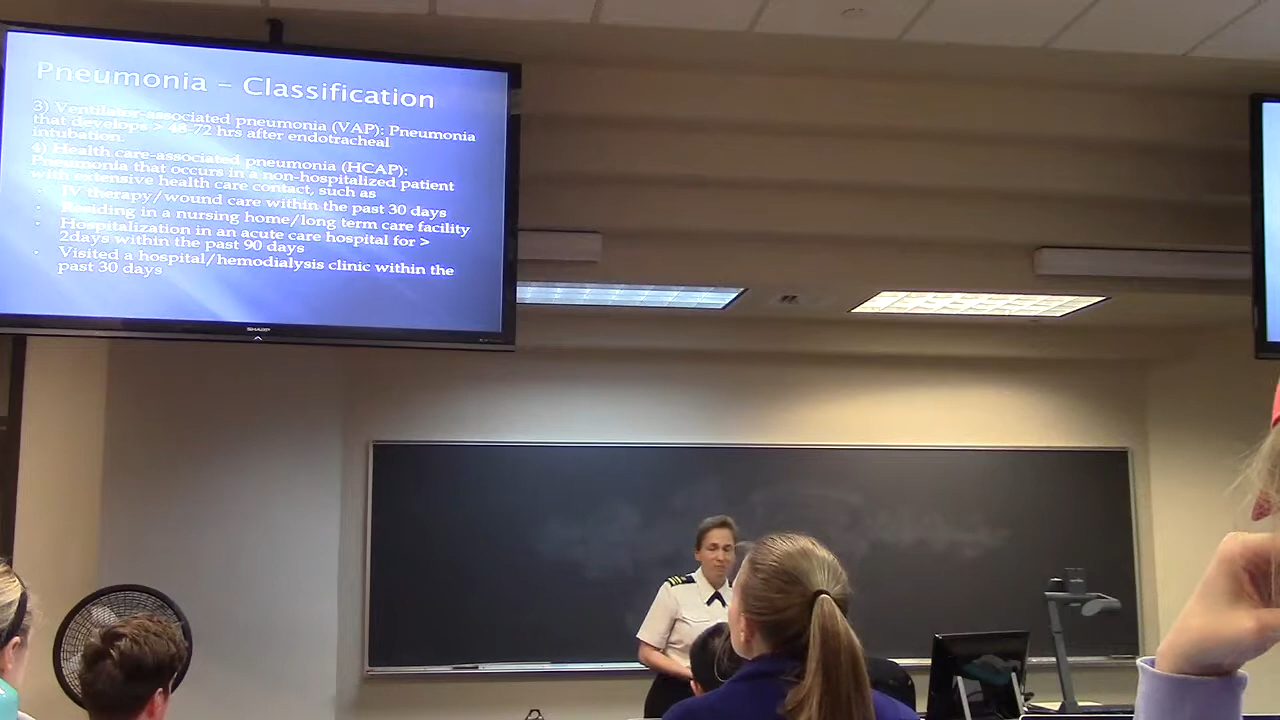 Pneumonia – Classification
3) Ventilator-associated pneumonia (VAP): Pneumonia
that develops > 48-72 hrs after endotracheal
intubation.
4) Health care-associated pneumonia (HCAP):
Pneumonia that occurs in a non-hospitalized patient
with extensive health care contact, such as
· IV therapy/wound care within the past 30 days
· Residing in a nursing home/long term care facility
· Hospitalization in an acute care hospital for >
2days within the past 90 days
· Visited a hospital/hemodialysis clinic within the
past 30 days
SHARP